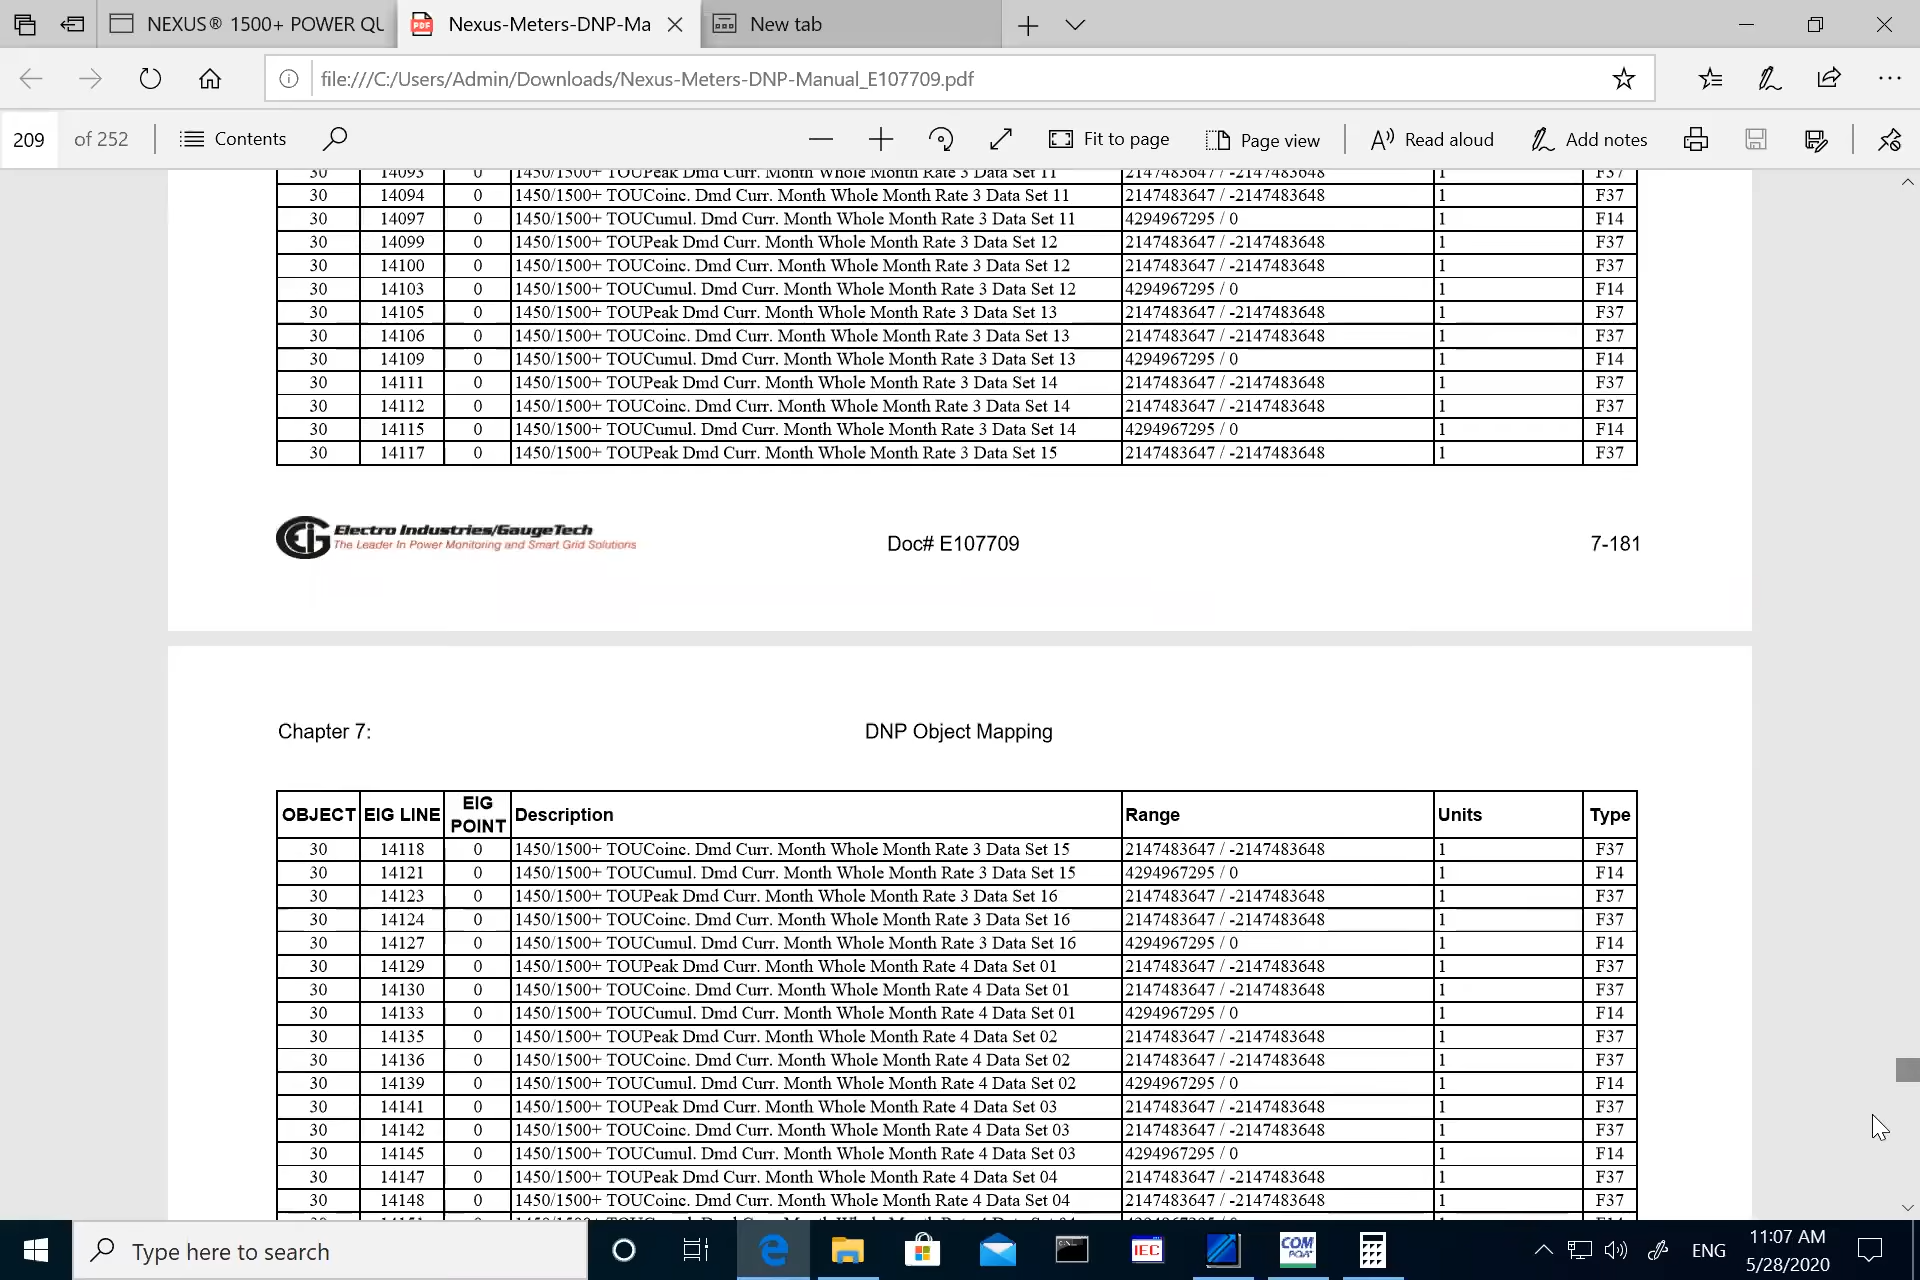 NEXUS® 1500+ POWER QU
Nexus-Meters-DNP-Ma
New tab
file:///C:/Users/Admin/Downloads/Nexus-Meters-DNP-Manual_E107709.pdf
209 of 252 Contents Fit to page Page view Read aloud Add notes
30 14093 0 1450/1500+ TOUPeak Dmd Curr. Month Whole Month Rate 3 Data Set 11 2147483647 / -2147483648 1 F37
30 14094 0 1450/1500+ TOUCoinc. Dmd Curr. Month Whole Month Rate 3 Data Set 11 2147483647 / -2147483648 1 F37
30 14097 0 1450/1500+ TOUCumul. Dmd Curr. Month Whole Month Rate 3 Data Set 11 4294967295 / 0 1 F14
30 14099 0 1450/1500+ TOUPeak Dmd Curr. Month Whole Month Rate 3 Data Set 12 2147483647 / -2147483648 1 F37
30 14100 0 1450/1500+ TOUCoinc. Dmd Curr. Month Whole Month Rate 3 Data Set 12 2147483647 / -2147483648 1 F37
30 14103 0 1450/1500+ TOUCumul. Dmd Curr. Month Whole Month Rate 3 Data Set 12 4294967295 / 0 1 F14
30 14105 0 1450/1500+ TOUPeak Dmd Curr. Month Whole Month Rate 3 Data Set 13 2147483647 / -2147483648 1 F37
30 14106 0 1450/1500+ TOUCoinc. Dmd Curr. Month Whole Month Rate 3 Data Set 13 2147483647 / -2147483648 1 F37
30 14109 0 1450/1500+ TOUCumul. Dmd Curr. Month Whole Month Rate 3 Data Set 13 4294967295 / 0 1 F14
30 14111 0 1450/1500+ TOUPeak Dmd Curr. Month Whole Month Rate 3 Data Set 14 2147483647 / -2147483648 1 F37
30 14112 0 1450/1500+ TOUCoinc. Dmd Curr. Month Whole Month Rate 3 Data Set 14 2147483647 / -2147483648 1 F37
30 14115 0 1450/1500+ TOUCumul. Dmd Curr. Month Whole Month Rate 3 Data Set 14 4294967295 / 0 1 F14
30 14117 0 1450/1500+ TOUPeak Dmd Curr. Month Whole Month Rate 3 Data Set 15 2147483647 / -2147483648 1 F37
Electro Industries/GaugeTech
The Leader In Power Monitoring and Smart Grid Solutions
Doc# E107709
7-181
Chapter 7: DNP Object Mapping
OBJECT EIG LINE EIG POINT Description Range Units Type
30 14118 0 1450/1500+ TOUCoinc. Dmd Curr. Month Whole Month Rate 3 Data Set 15 2147483647 / -2147483648 1 F37
30 14121 0 1450/1500+ TOUCumul. Dmd Curr. Month Whole Month Rate 3 Data Set 15 4294967295 / 0 1 F14
30 14123 0 1450/1500+ TOUPeak Dmd Curr. Month Whole Month Rate 3 Data Set 16 2147483647 / -2147483648 1 F37
30 14124 0 1450/1500+ TOUCoinc. Dmd Curr. Month Whole Month Rate 3 Data Set 16 2147483647 / -2147483648 1 F37
30 14127 0 1450/1500+ TOUCumul. Dmd Curr. Month Whole Month Rate 3 Data Set 16 4294967295 / 0 1 F14
30 14129 0 1450/1500+ TOUPeak Dmd Curr. Month Whole Month Rate 4 Data Set 01 2147483647 / -2147483648 1 F37
30 14130 0 1450/1500+ TOUCoinc. Dmd Curr. Month Whole Month Rate 4 Data Set 01 2147483647 / -2147483648 1 F37
30 14133 0 1450/1500+ TOUCumul. Dmd Curr. Month Whole Month Rate 4 Data Set 01 4294967295 / 0 1 F14
30 14135 0 1450/1500+ TOUPeak Dmd Curr. Month Whole Month Rate 4 Data Set 02 2147483647 / -2147483648 1 F37
30 14136 0 1450/1500+ TOUCoinc. Dmd Curr. Month Whole Month Rate 4 Data Set 02 2147483647 / -2147483648 1 F37
30 14139 0 1450/1500+ TOUCumul. Dmd Curr. Month Whole Month Rate 4 Data Set 02 4294967295 / 0 1 F14
30 14141 0 1450/1500+ TOUPeak Dmd Curr. Month Whole Month Rate 4 Data Set 03 2147483647 / -2147483648 1 F37
30 14142 0 1450/1500+ TOUCoinc. Dmd Curr. Month Whole Month Rate 4 Data Set 03 2147483647 / -2147483648 1 F37
30 14145 0 1450/1500+ TOUCumul. Dmd Curr. Month Whole Month Rate 4 Data Set 03 4294967295 / 0 1 F14
30 14147 0 1450/1500+ TOUPeak Dmd Curr. Month Whole Month Rate 4 Data Set 04 2147483647 / -2147483648 1 F37
30 14148 0 1450/1500+ TOUCoinc. Dmd Curr. Month Whole Month Rate 4 Data Set 04 2147483647 / -2147483648 1 F37
Type here to search
IEC
COM
PQA
ENG
11:07 AM
5/28/2020